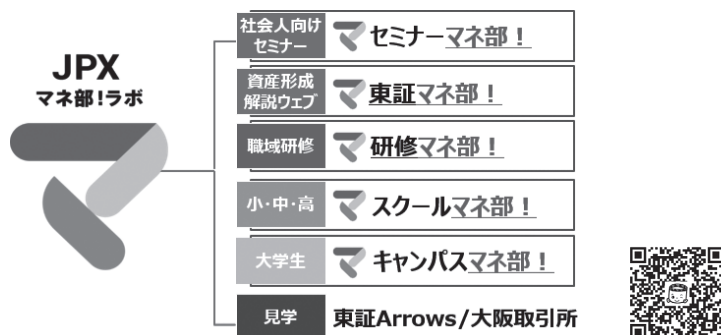 JPX
マネ部!ラボ
社会人向け
セミナー
セミナーマネ部！
資産形成
解説ウェブ
東証マネ部！
職域研修
研修マネ部！
小・中・高
スクールマネ部！
大学生
キャンパスマネ部！
見学
東証Arrows/大阪取引所